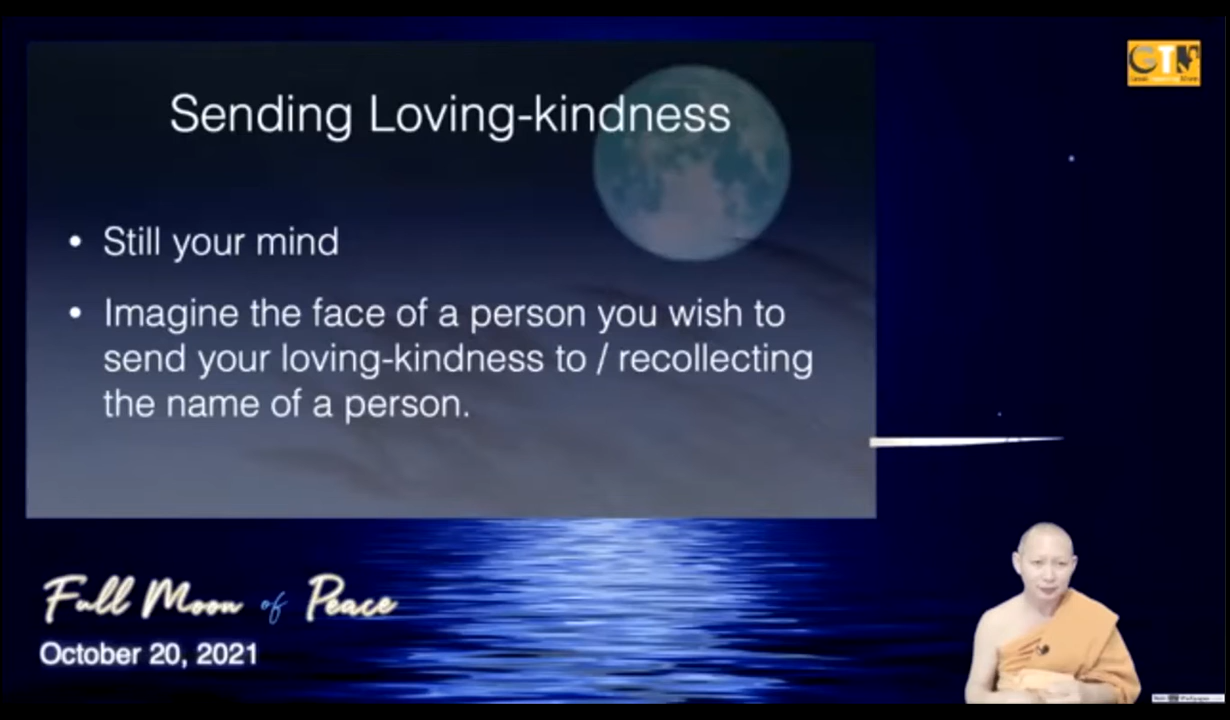 GTN
Sending Loving-kindness
• Still your mind
• Imagine the face of a person you wish to
send your loving-kindness to / recollecting
the name of a person.
Full Moon of Peace
October 20, 2021